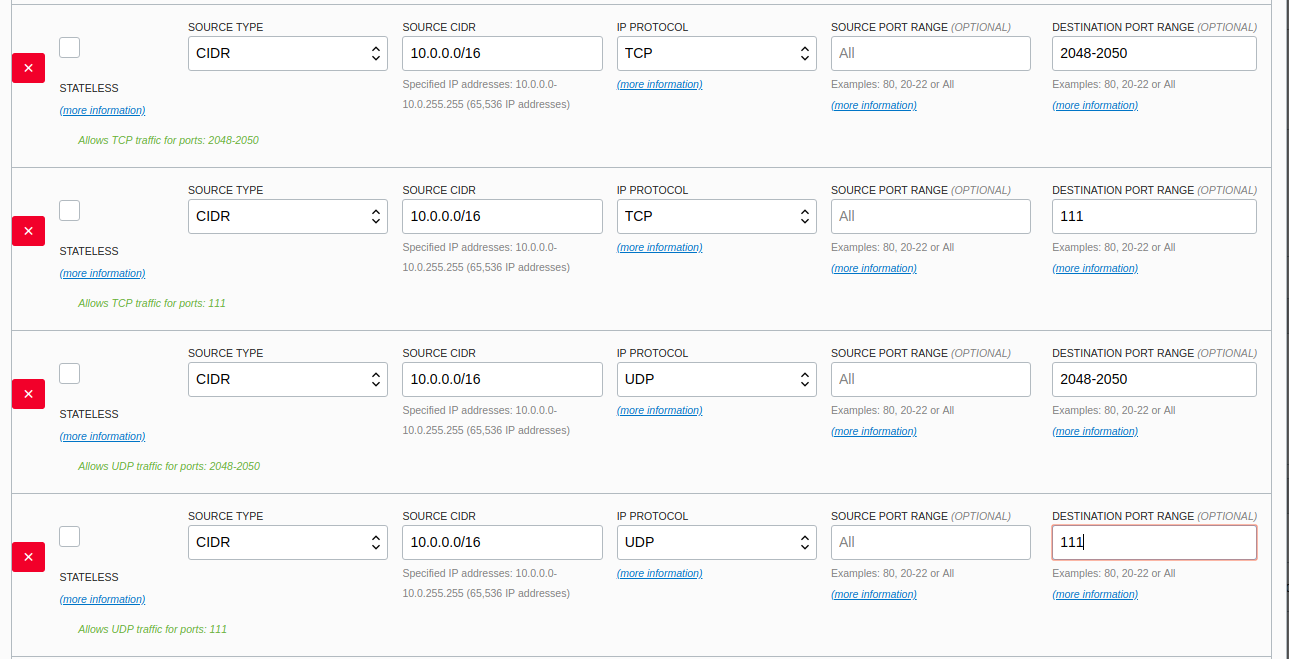 SOURCE TYPE SOURCE CIDR IP PROTOCOL SOURCE PORT RANGE (OPTIONAL) DESTINATION PORT RANGE (OPTIONAL)
× CIDR 10.0.0.0/16 TCP All 2048-2050
STATELESS Specified IP addresses: 10.0.0.0- (more information) Examples: 80, 20-22 or All Examples: 80, 20-22 or All
(more information) 10.0.255.255 (65,536 IP addresses) (more information) (more information)
Allows TCP traffic for ports: 2048-2050
SOURCE TYPE SOURCE CIDR IP PROTOCOL SOURCE PORT RANGE (OPTIONAL) DESTINATION PORT RANGE (OPTIONAL)
× CIDR 10.0.0.0/16 TCP All 111
STATELESS Specified IP addresses: 10.0.0.0- (more information) Examples: 80, 20-22 or All Examples: 80, 20-22 or All
(more information) 10.0.255.255 (65,536 IP addresses) (more information) (more information)
Allows TCP traffic for ports: 111
SOURCE TYPE SOURCE CIDR IP PROTOCOL SOURCE PORT RANGE (OPTIONAL) DESTINATION PORT RANGE (OPTIONAL)
× CIDR 10.0.0.0/16 UDP All 2048-2050
STATELESS Specified IP addresses: 10.0.0.0- (more information) Examples: 80, 20-22 or All Examples: 80, 20-22 or All
(more information) 10.0.255.255 (65,536 IP addresses) (more information) (more information)
Allows UDP traffic for ports: 2048-2050
SOURCE TYPE SOURCE CIDR IP PROTOCOL SOURCE PORT RANGE (OPTIONAL) DESTINATION PORT RANGE (OPTIONAL)
× CIDR 10.0.0.0/16 UDP All 111
STATELESS Specified IP addresses: 10.0.0.0- (more information) Examples: 80, 20-22 or All Examples: 80, 20-22 or All
(more information) 10.0.255.255 (65,536 IP addresses) (more information) (more information)
Allows UDP traffic for ports: 111